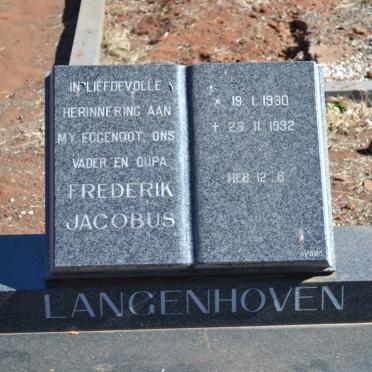 IN LIEFDEVOLLE
HERINNERING AAN
MY EGGENOOT, ONS
VADER EN OUPA
FREDERIK
JACOBUS
* 19. 1. 1930
+ 23. 11. 1992
HEB. 12 : 6
LANGENHOVEN